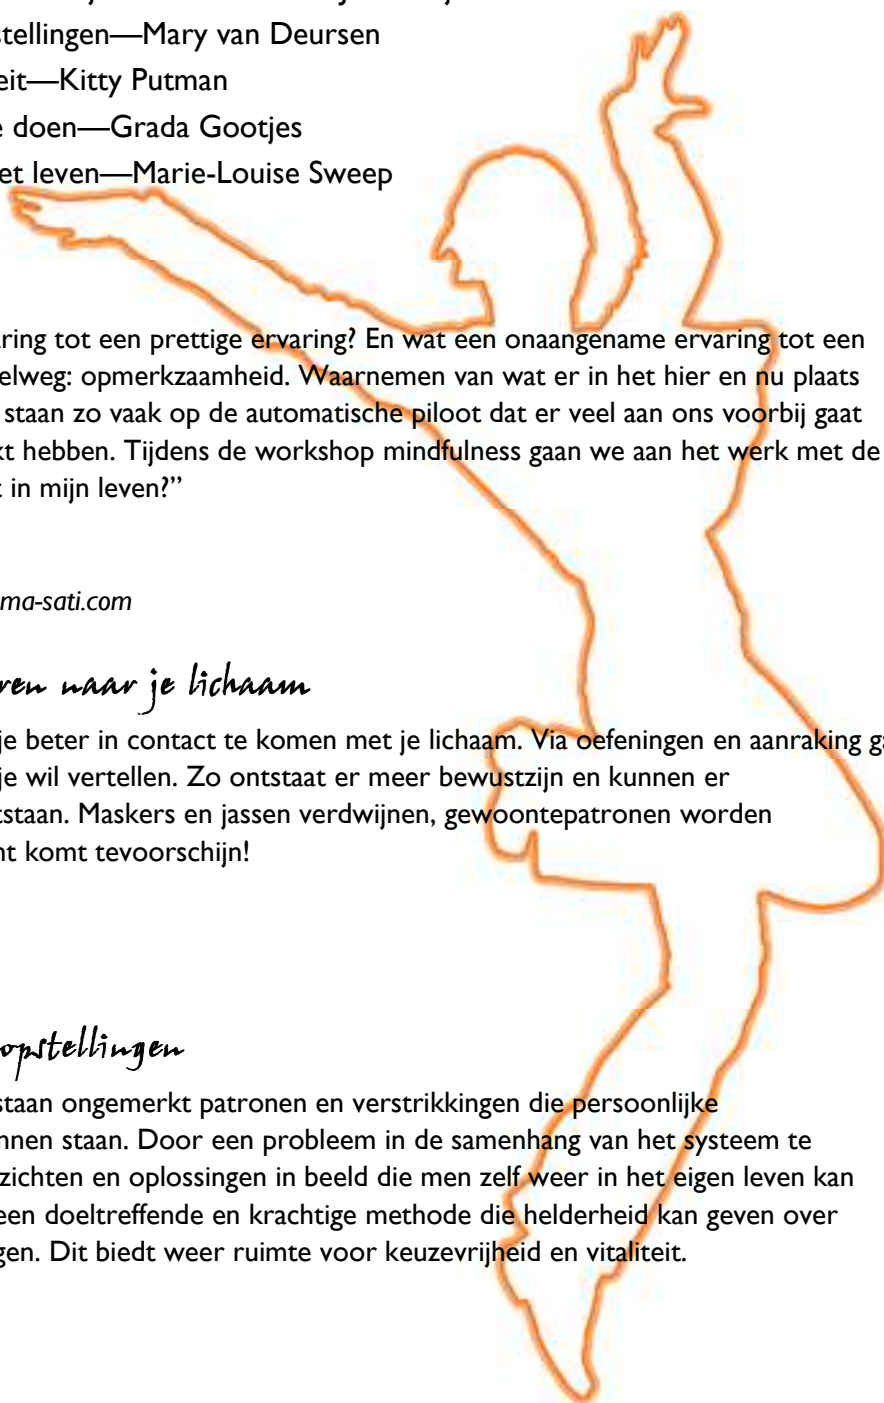 stellingen—Mary van Deursen
eit—Kitty Putman
e doen—Grada Gootjes
et leven—Marie-Louise Sweep
ring tot een prettige ervaring? En wat een onaangename ervaring tot een
elweg: opmerkzaamheid. Waarnemen van wat er in het hier en nu plaats
staan zo vaak op de automatische piloot dat er veel aan ons voorbij gaat
kt hebben. Tijdens de workshop mindfulness gaan we aan het werk met de
t in mijn leven?”
ma-sati.com
ren naar je lichaam
je beter in contact te komen met je lichaam. Via oefeningen en aanraking ga
je wil vertellen. Zo ontstaat er meer bewustzijn en kunnen er
tstaan. Maskers en jassen verdwijnen, gewoontepatronen worden
nt komt tevoorschijn!
opstellingen
staan ongemerkt patronen en verstrikkingen die persoonlijke
nnen staan. Door een probleem in de samenhang van het systeem te
zichten en oplossingen in beeld die men zelf weer in het eigen leven kan
een doeltreffende en krachtige methode die helderheid kan geven over
gen. Dit biedt weer ruimte voor keuzevrijheid en vitaliteit.